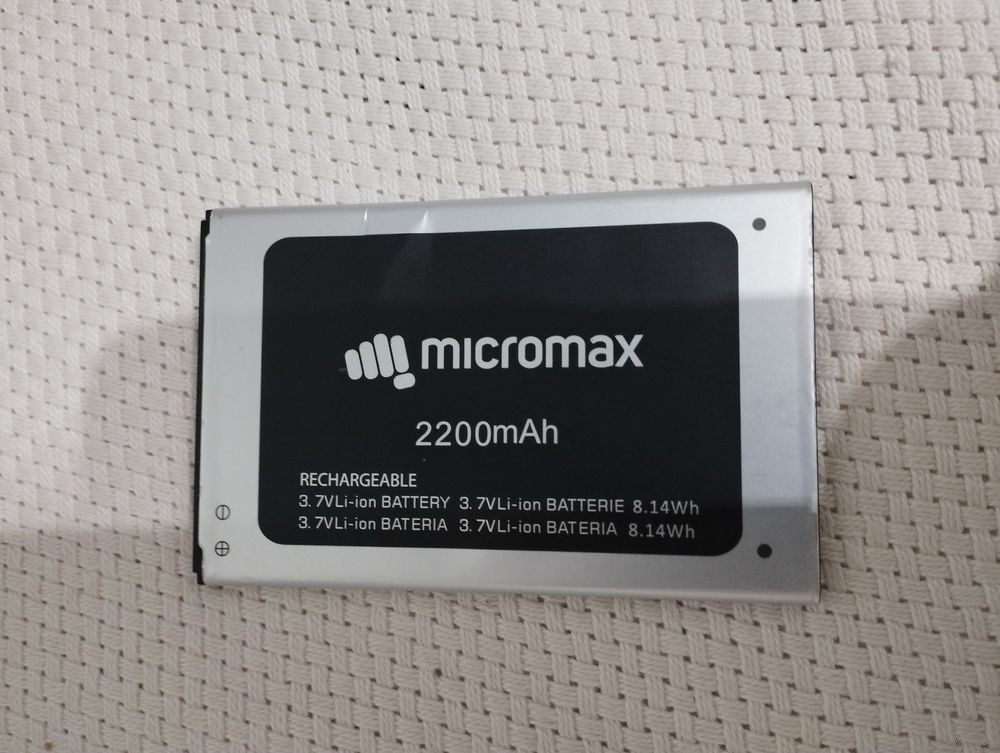 micromax
2200mAh
RECHARGEABLE
3.7VLi-ion BATTERY 3.7VLi-ion BATTERIE 8.14Wh
3.7VLi-ion BATERIA 3.7VLi-ion BATERIA 8.14Wh